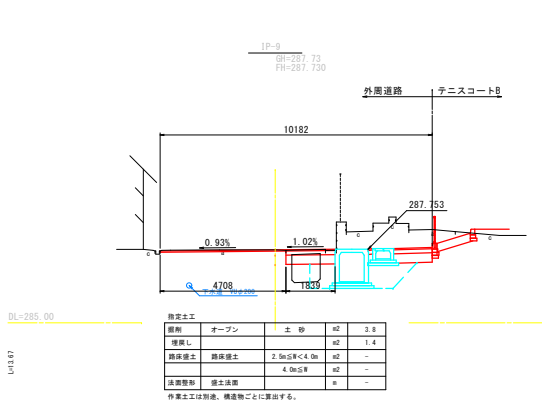 IP-9
GH=287.73
FH=287.730
外周道路
テニスコートB
10182
287.753
0.93%
1.02%
C
C
C
下水道 VUφ200
4708
1839
DL=285.00
L=13.67
指定土工
掘削 オープン 土 砂 m2 3.8
埋戻し m2 1.4
路床盛土 路床盛土 2.5m≦W<4.0m m2 -
4.0m≦W m2 -
法面整形 盛土法面 m -
作業土工は別途、構造物ごとに算出する。